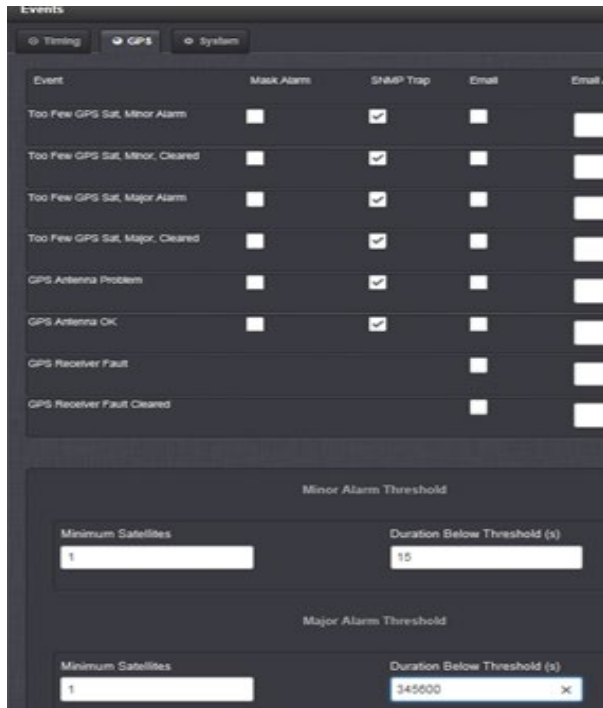 Events
Timing GPS System
Event Mask Alarm SNMP Trap Email Email
Too Few GPS Sat, Minor Alarm
Too Few GPS Sat, Minor, Cleared
Too Few GPS Sat, Major Alarm
Too Few GPS Sat, Major, Cleared
GPS Antenna Problem
GPS Antenna OK
GPS Receiver Fault
GPS Receiver Fault Cleared
Minor Alarm Threshold
Minimum Satellites Duration Below Threshold (s)
1 15
Major Alarm Threshold
Minimum Satellites Duration Below Threshold (s)
1 345600